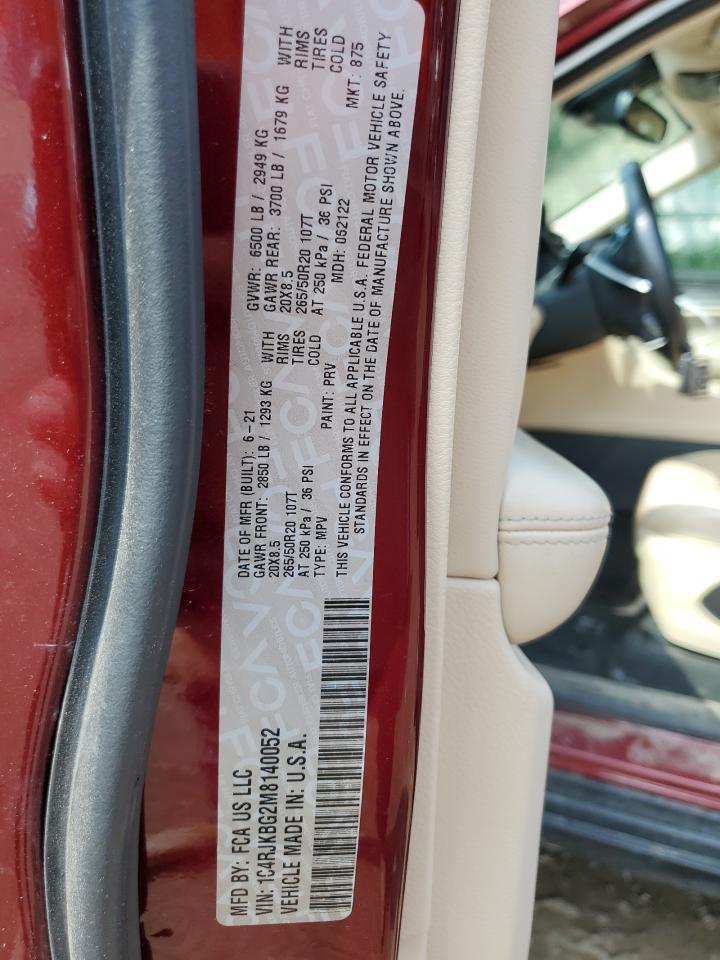 MFD BY: FCA US LLC
VIN: 1C4RJKBG2M8140052
VEHICLE MADE IN: U.S.A.
DATE OF MFR (BUILT): 6-21 GVWR: 6500 LB / 2949 KG
GAWR FRONT: 2850 LB / 1293 KG WITH GAWR REAR: 3700 LB / 1679 KG WITH
20X8.5 RIMS 20X8.5 RIMS
265/50R20 107T TIRES 265/50R20 107T TIRES
AT 250 kPa / 36 PSI COLD AT 250 kPa / 36 PSI COLD
TYPE: MPV PAINT: PRV MDH: 052122 MKT: 875
THIS VEHICLE CONFORMS TO ALL APPLICABLE U.S.A. FEDERAL MOTOR VEHICLE SAFETY
STANDARDS IN EFFECT ON THE DATE OF MANUFACTURE SHOWN ABOVE.